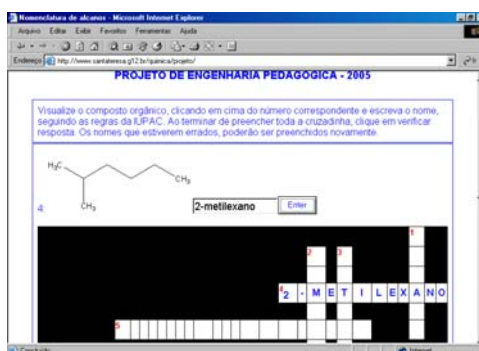 Nomenclatura de alcanos - Microsoft Internet Explorer
Arquivo Editar Exibir Favoritos Ferramentas Ajuda
Endereço http://www.santateresa.g12.br/quimica/projeto/
PROJETO DE ENGENHARIA PEDAGOGICA - 2005
Visualize o composto orgânico, clicando em cima do número correspondente e escreva o nome,
seguindo as regras da IUPAC. Ao terminar de preencher toda a cruzadinha, clique em verificar
resposta. Os nomes que estiverem errados, poderão ser preenchidos novamente.
H₃C
CH₃
4: CH₃ 2-metilexano Enter
1
2 3
4 2 - M E T I L E X A N O
5
Concluído Internet